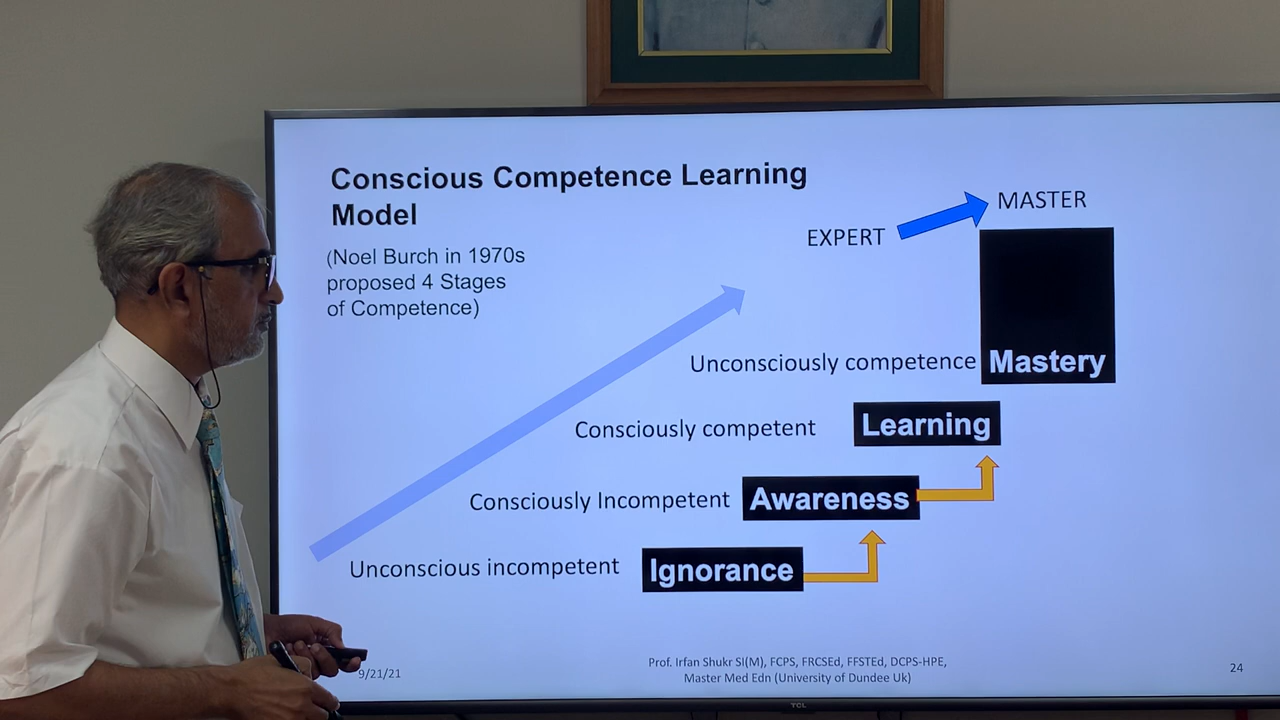 Conscious Competence Learning
Model
(Noel Burch in 1970s
proposed 4 Stages
of Competence)
MASTER
EXPERT
Unconsciously competence Mastery
Consciously competent Learning
Consciously Incompetent Awareness
Unconscious incompetent Ignorance
9/21/21
Prof. Irfan Shukr SI(M), FCPS, FRCSEd, FFSTEd, DCPS-HPE,
Master Med Edn (University of Dundee Uk)
24
TCL